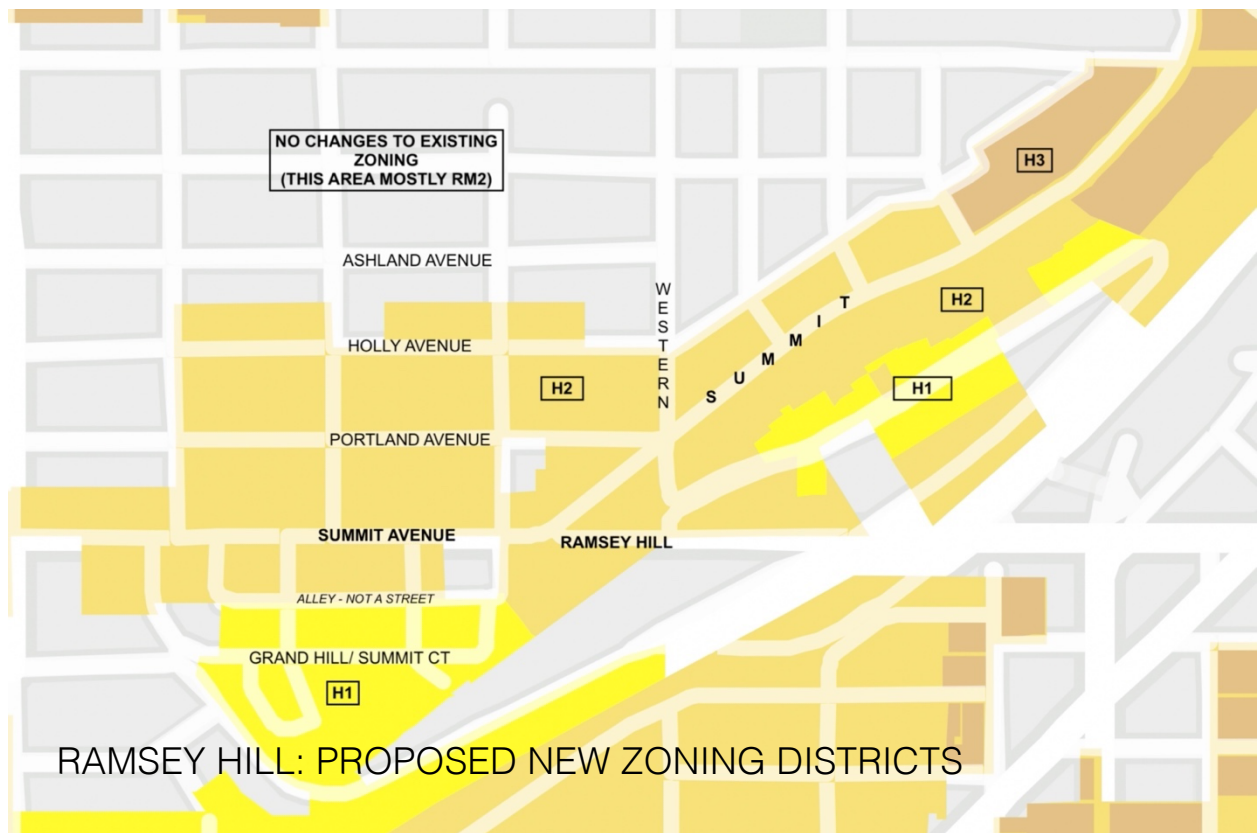 NO CHANGES TO EXISTING
ZONING
(THIS AREA MOSTLY RM2)
H3
ASHLAND AVENUE
WESTERN
SUMMIT
H2
HOLLY AVENUE
H2
H1
PORTLAND AVENUE
SUMMIT AVENUE
RAMSEY HILL
ALLEY - NOT A STREET
GRAND HILL/ SUMMIT CT
H1
RAMSEY HILL: PROPOSED NEW ZONING DISTRICTS